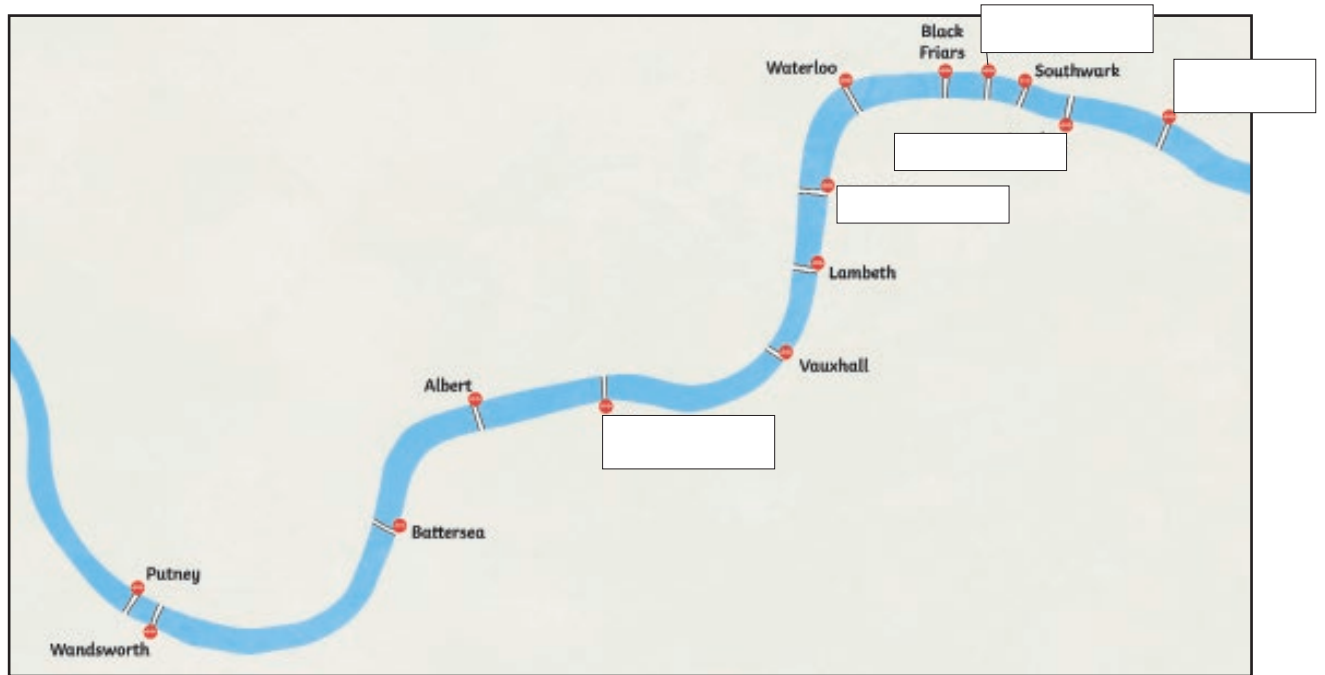 Black
Friars
Waterloo
Southwark
Lambeth
Vauxhall
Albert
Battersea
Putney
Wandsworth